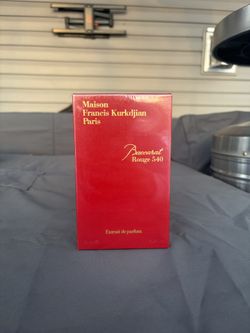 Maison
Francis Kurkdjian
Paris
Baccarat
Rouge 540
Extrait de parfum